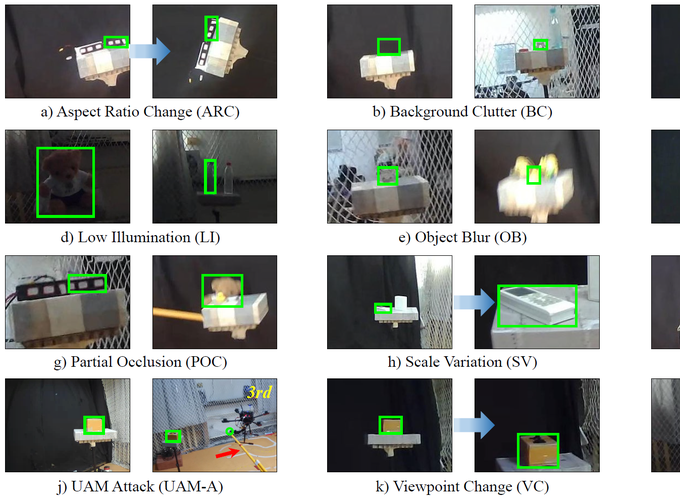 a) Aspect Ratio Change (ARC)
b) Background Clutter (BC)
d) Low Illumination (LI)
e) Object Blur (OB)
g) Partial Occlusion (POC)
h) Scale Variation (SV)
3rd
j) UAM Attack (UAM-A)
k) Viewpoint Change (VC)